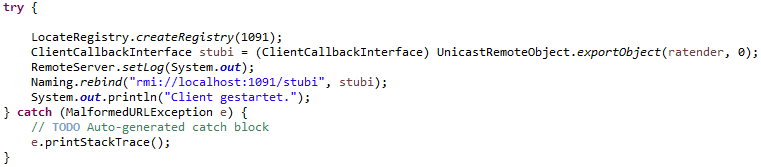 try {
LocateRegistry.createRegistry(1091);
ClientCallbackInterface stubi = (ClientCallbackInterface) UnicastRemoteObject.exportObject(ratender, 0);
RemoteServer.setLog(System.out);
Naming.rebind("rmi://localhost:1091/stubi", stubi);
System.out.println("Client gestartet.");
} catch (MalformedURLException e) {
// TODO Auto-generated catch block
e.printStackTrace();
}